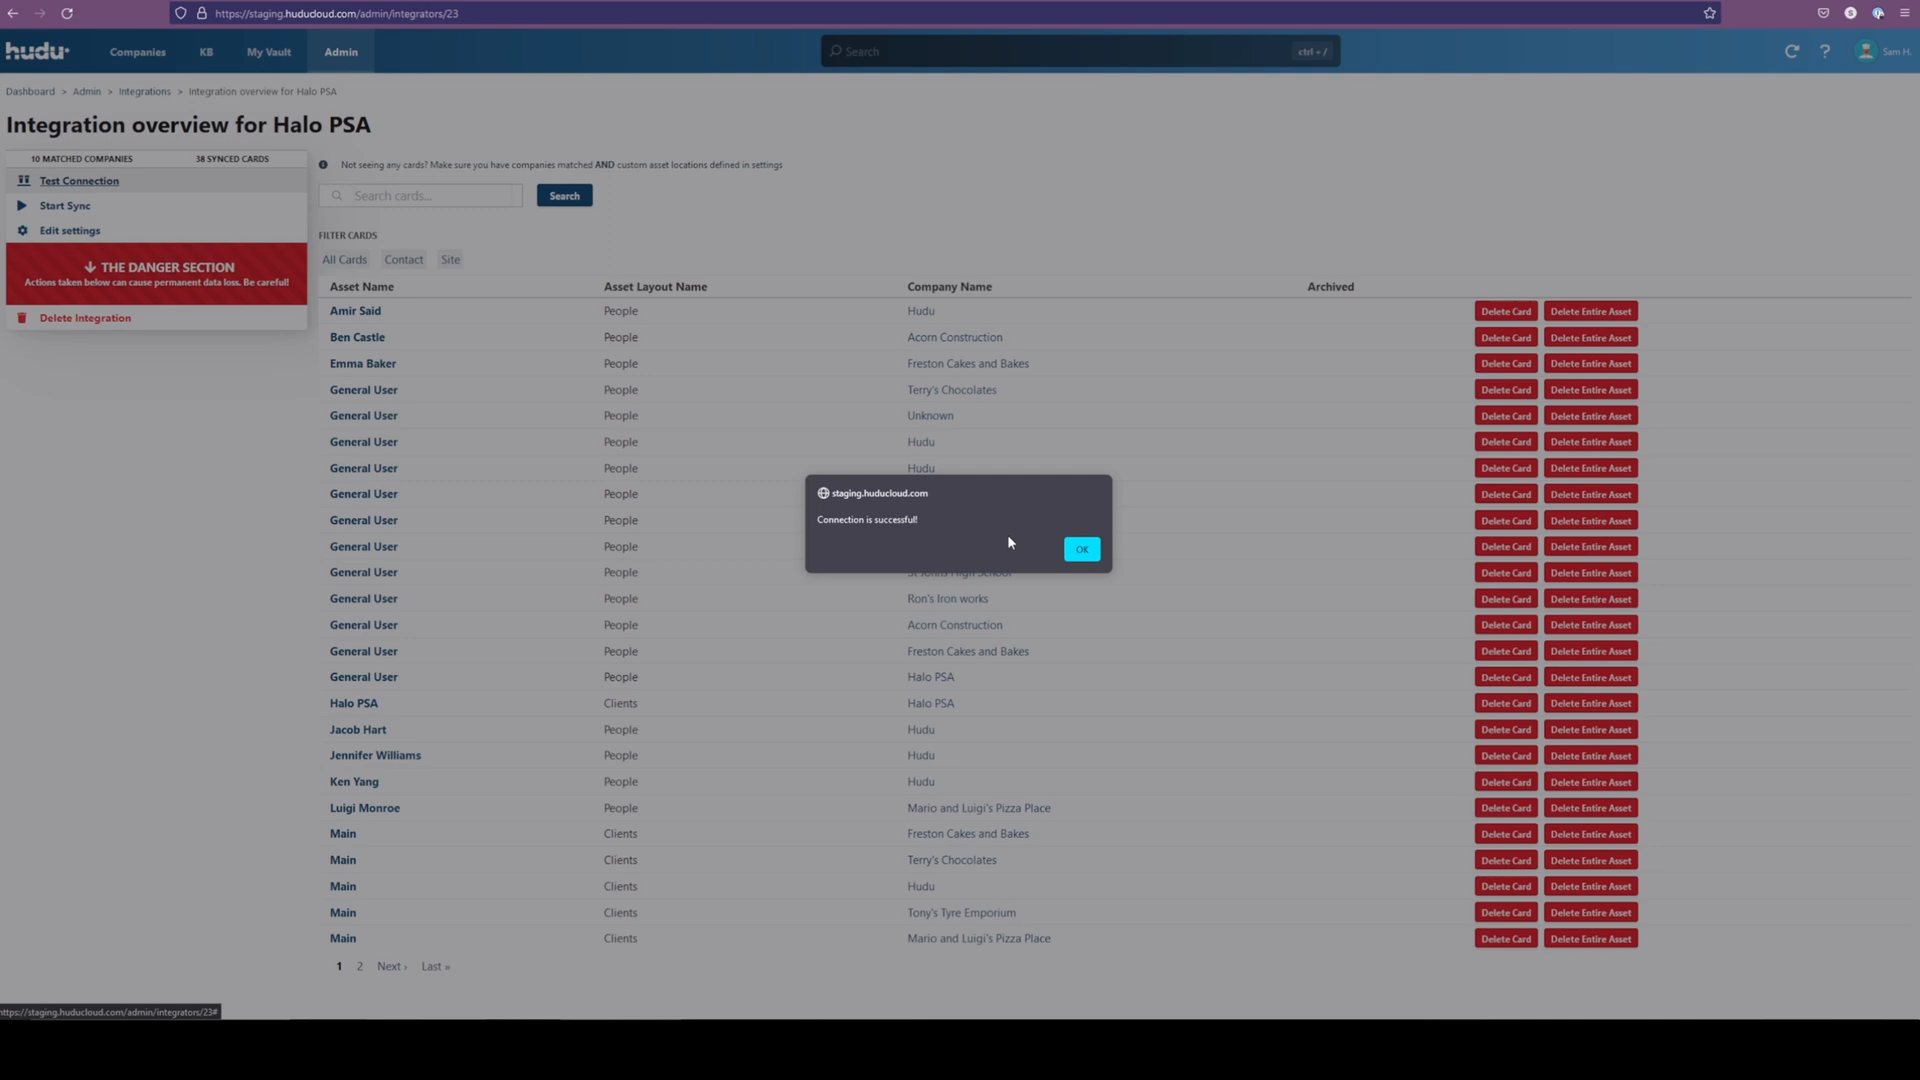 https://staging.huducloud.com/admin/integrators/23
hudu
Companies
KB
My Vault
Admin
Search
ctrl + /
?
Sam H.
Dashboard > Admin > Integrations > Integration overview for Halo PSA
Integration overview for Halo PSA
10 MATCHED COMPANIES
38 SYNCED CARDS
Test Connection
Start Sync
Edit settings
THE DANGER SECTION
Actions taken below can cause permanent data loss. Be careful!
Delete Integration
Not seeing any cards? Make sure you have companies matched AND custom asset locations defined in settings
Search cards...
Search
FILTER CARDS
All Cards Contact Site
Asset Name Asset Layout Name Company Name Archived
Amir Said People Hudu Delete Card Delete Entire Asset
Ben Castle People Acorn Construction Delete Card Delete Entire Asset
Emma Baker People Freston Cakes and Bakes Delete Card Delete Entire Asset
General User People Terry's Chocolates Delete Card Delete Entire Asset
General User People Unknown Delete Card Delete Entire Asset
General User People Hudu Delete Card Delete Entire Asset
General User People Hudu Delete Card Delete Entire Asset
General User People Delete Card Delete Entire Asset
General User People Delete Card Delete Entire Asset
General User People Delete Card Delete Entire Asset
General User People St Johns High School Delete Card Delete Entire Asset
General User People Ron's Iron works Delete Card Delete Entire Asset
General User People Acorn Construction Delete Card Delete Entire Asset
General User People Freston Cakes and Bakes Delete Card Delete Entire Asset
General User People Halo PSA Delete Card Delete Entire Asset
Halo PSA Clients Halo PSA Delete Card Delete Entire Asset
Jacob Hart People Hudu Delete Card Delete Entire Asset
Jennifer Williams People Hudu Delete Card Delete Entire Asset
Ken Yang People Hudu Delete Card Delete Entire Asset
Luigi Monroe People Mario and Luigi's Pizza Place Delete Card Delete Entire Asset
Main Clients Freston Cakes and Bakes Delete Card Delete Entire Asset
Main Clients Terry's Chocolates Delete Card Delete Entire Asset
Main Clients Hudu Delete Card Delete Entire Asset
Main Clients Tony's Tyre Emporium Delete Card Delete Entire Asset
Main Clients Mario and Luigi's Pizza Place Delete Card Delete Entire Asset
1 2 Next › Last »
staging.huducloud.com
Connection is successful!
OK
https://staging.huducloud.com/admin/integrators/23#